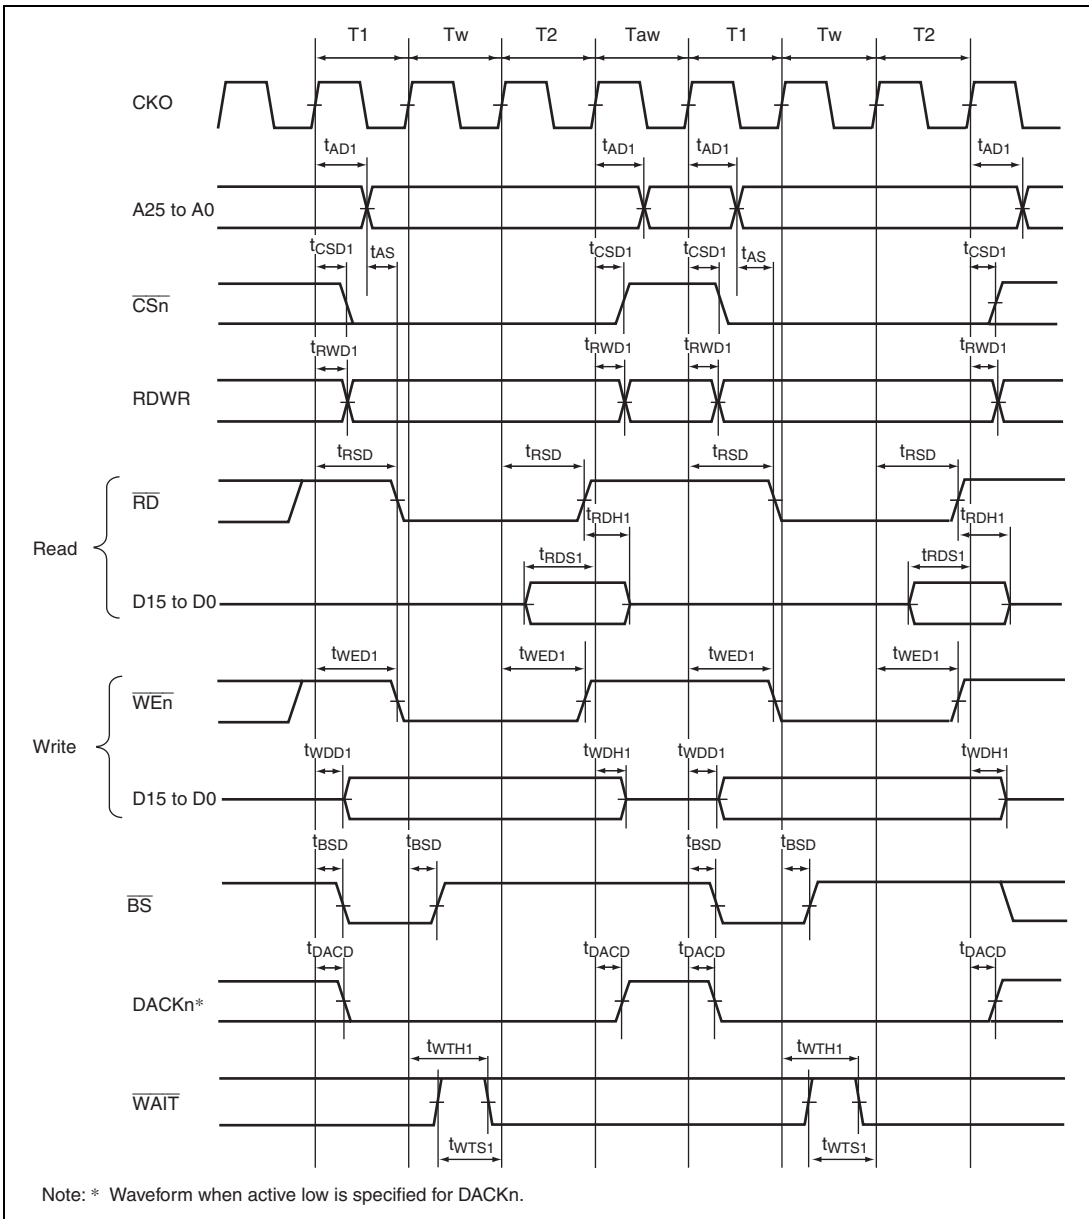 T1 Tw T2 Taw T1 Tw T2
CKO
tAD1 tAD1 tAD1 tAD1
A25 to A0
tCSD1 tAS tCSD1 tCSD1 tAS tCSD1
CSn
tRWD1 tRWD1 tRWD1 tRWD1
RDWR
tRSD tRSD tRSD tRSD
RD
tRDH1 tRDH1
Read
tRDS1 tRDS1
D15 to D0
tWED1 tWED1 tWED1 tWED1
WEn
Write
tWDD1 tWDH1 tWDD1 tWDH1
D15 to D0
tBSD tBSD tBSD tBSD
BS
tDACD tDACD tDACD tDACD
DACKn*
tWTH1 tWTH1
WAIT
tWTS1 tWTS1
Note: * Waveform when active low is specified for DACKn.